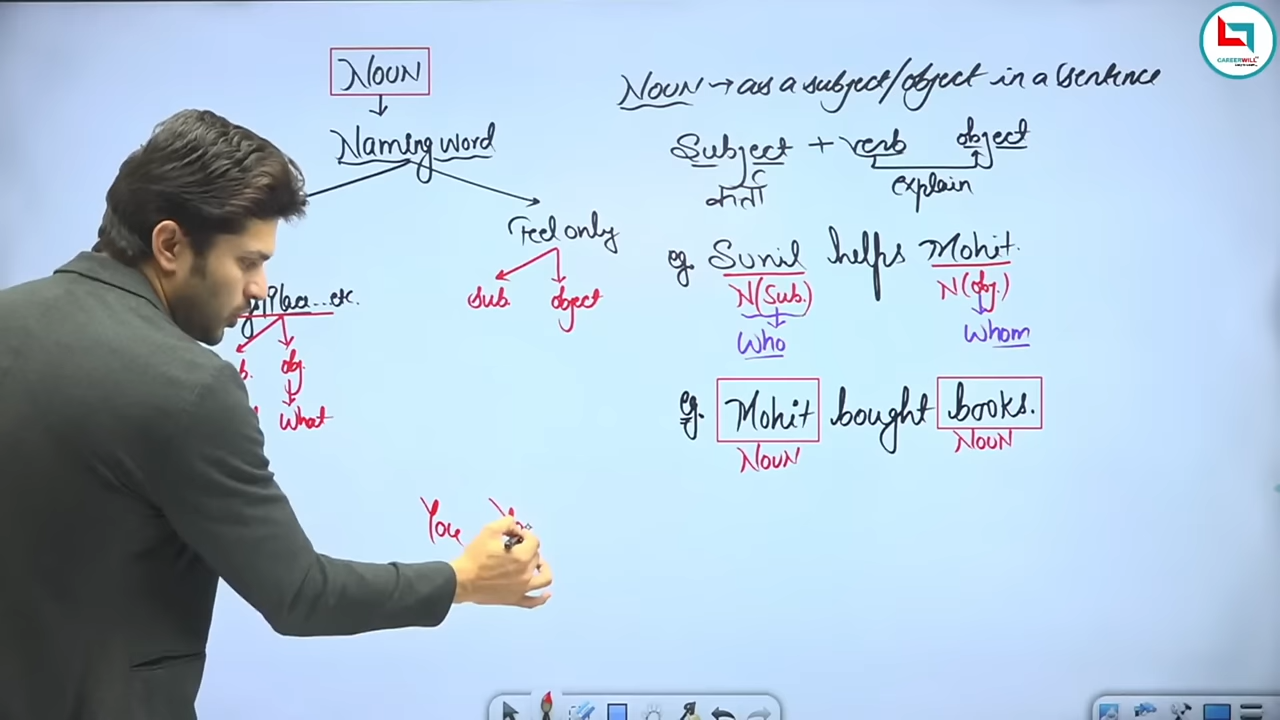 NOUN
Naming word
Feel only
sub. object
Place...etc.
obj.
What
You
NOUN → as a subject/object in a sentence
Subject + verb object
कर्ता explain
eg. Sunil helps Mohit.
N(Sub.) N(obj.)
Who Whom
eg. Mohit bought books.
NOUN NOUN
CAREERWILL